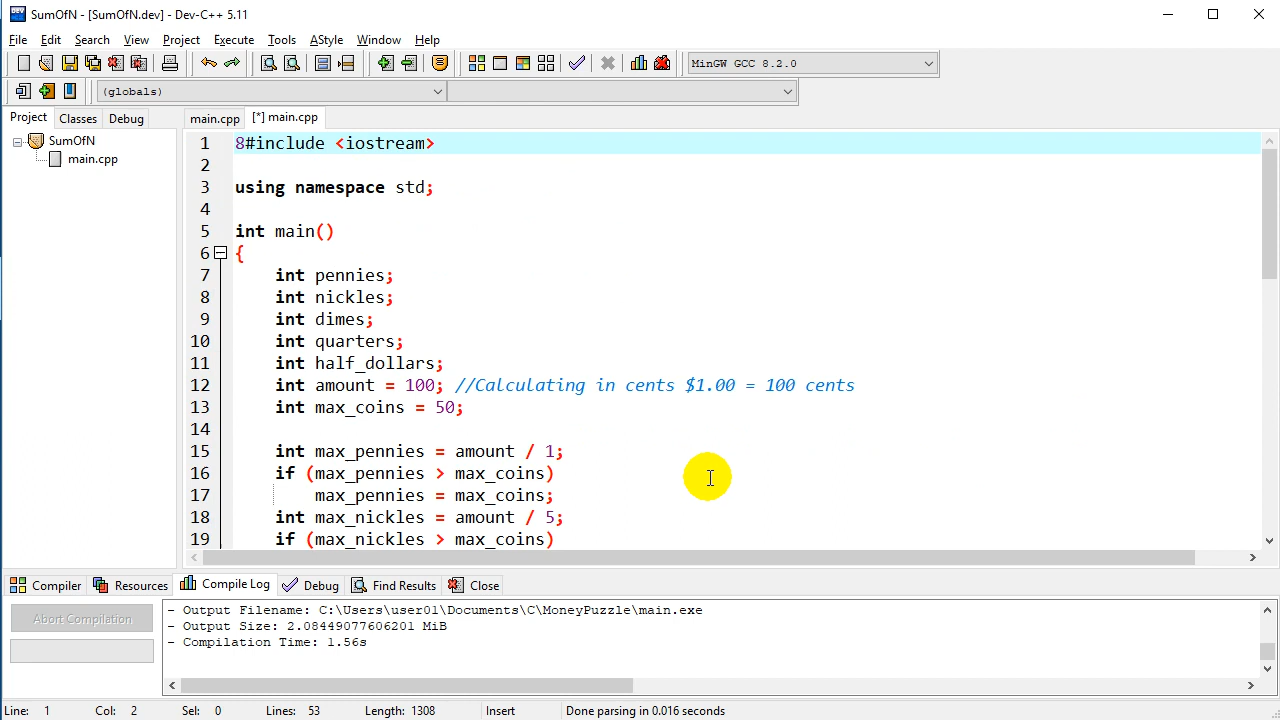 SumOfN - [SumOfN.dev] - Dev-C++ 5.11
File Edit Search View Project Execute Tools AStyle Window Help
MinGW GCC 8.2.0
(globals)
Project Classes Debug
main.cpp [*] main.cpp
SumOfN
main.cpp
1 8#include <iostream>
2
3 using namespace std;
4
5 int main()
6 {
7 int pennies;
8 int nickles;
9 int dimes;
10 int quarters;
11 int half_dollars;
12 int amount = 100; //Calculating in cents $1.00 = 100 cents
13 int max_coins = 50;
14
15 int max_pennies = amount / 1;
16 if (max_pennies > max_coins)
17 max_pennies = max_coins;
18 int max_nickles = amount / 5;
19 if (max_nickles > max_coins)
Compiler Resources Compile Log Debug Find Results Close
Abort Compilation
- Output Filename: C:\Users\user01\Documents\C\MoneyPuzzle\main.exe
- Output Size: 2.08449077606201 MiB
- Compilation Time: 1.56s
Line: 1 Col: 2 Sel: 0 Lines: 53 Length: 1308 Insert Done parsing in 0.016 seconds